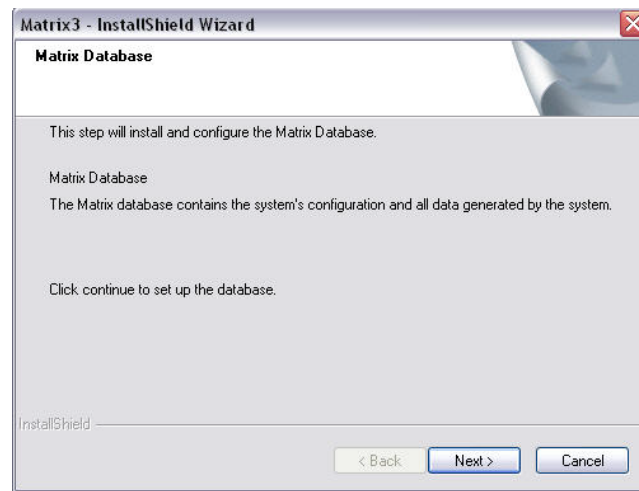 Matrix3 - InstallShield Wizard
Matrix Database
This step will install and configure the Matrix Database.
Matrix Database
The Matrix database contains the system's configuration and all data generated by the system.
Click continue to set up the database.
InstallShield
< Back Next > Cancel